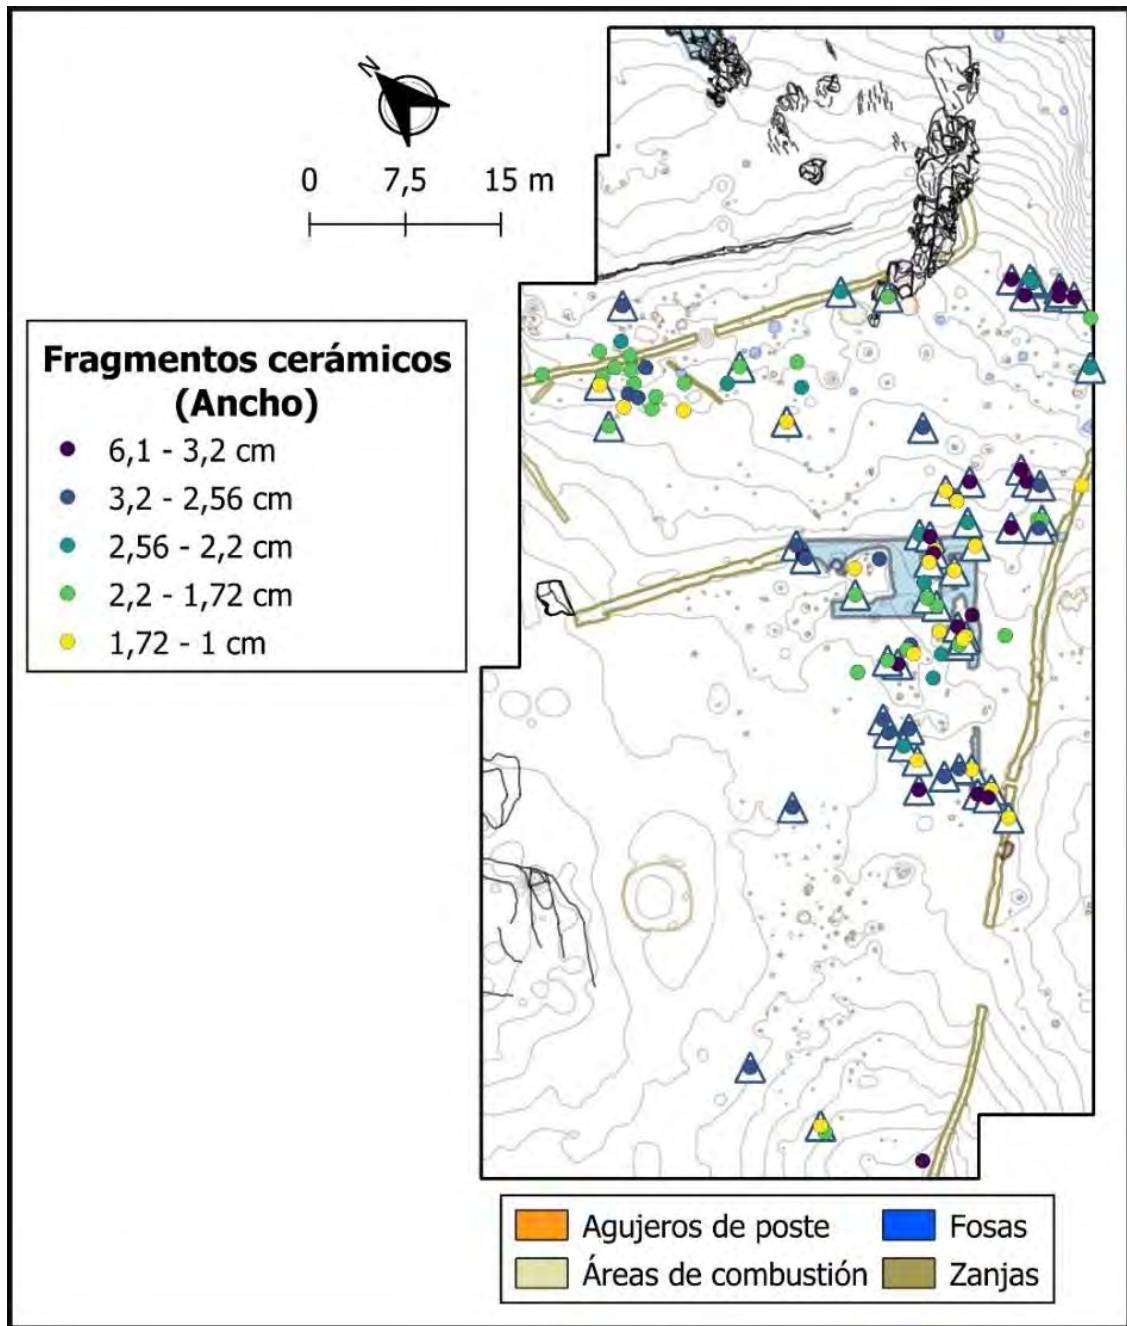 N
0 7,5 15 m
Fragmentos cerámicos
(Ancho)
6,1 - 3,2 cm
3,2 - 2,56 cm
2,56 - 2,2 cm
2,2 - 1,72 cm
1,72 - 1 cm
Agujeros de poste Fosas
Áreas de combustión Zanjas